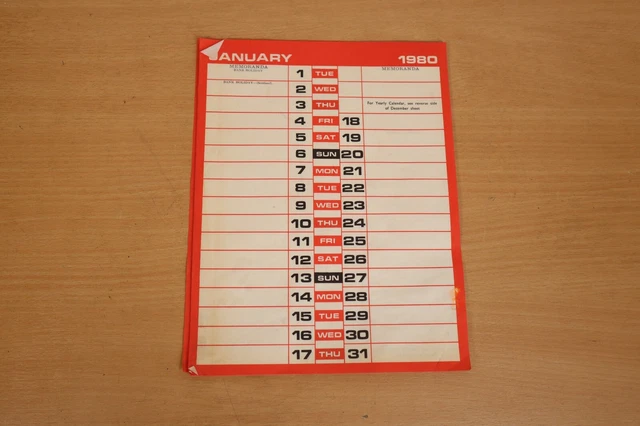 ANUARY 1980
MEMORANDA MEMORANDA
BANK HOLIDAY 1 TUE
2 WED
3 THU For Yearly Calendar, see reverse side
of December sheet
4 FRI 18
5 SAT 19
6 SUN 20
7 MON 21
8 TUE 22
9 WED 23
10 THU 24
11 FRI 25
12 SAT 26
13 SUN 27
14 MON 28
15 TUE 29
16 WED 30
17 THU 31